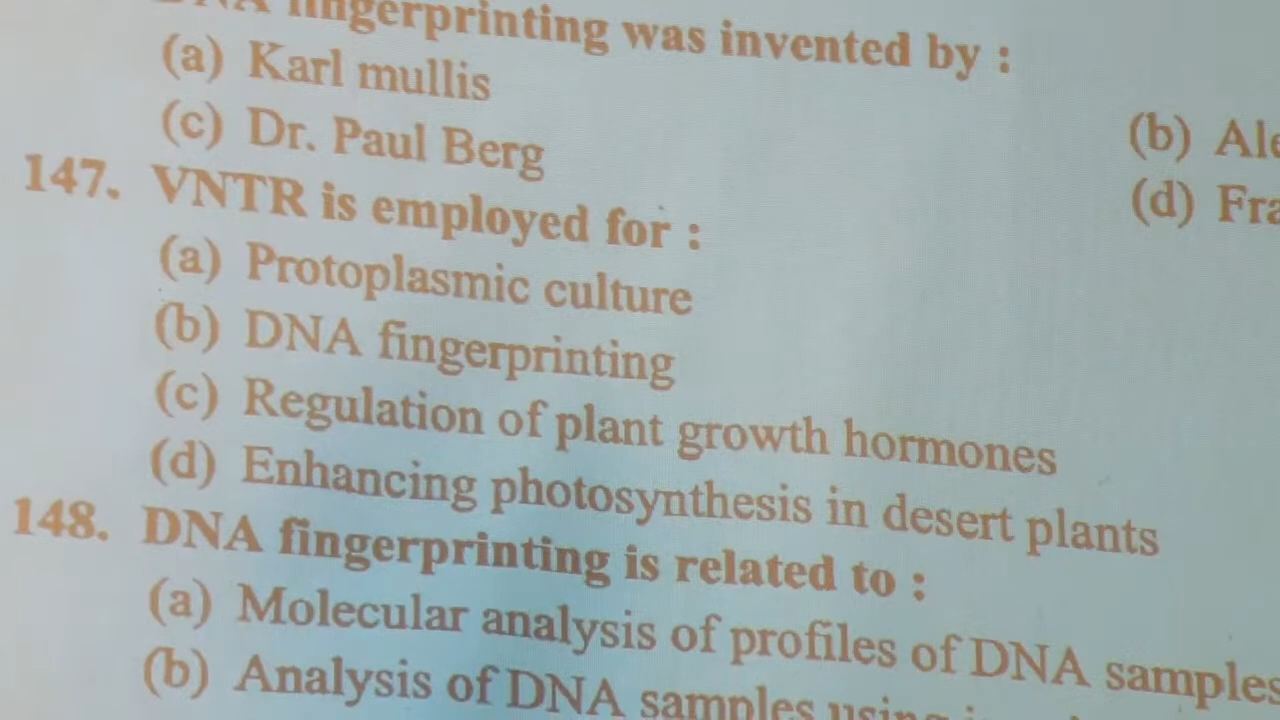 fingerprinting was invented by :
(a) Karl mullis
(b)
(c) Dr. Paul Berg
(d)
147. VNTR is employed for :
(a) Protoplasmic culture
(b) DNA fingerprinting
(c) Regulation of plant growth hormones
(d) Enhancing photosynthesis in desert plants
148. DNA fingerprinting is related to :
(a) Molecular analysis of profiles of DNA samples
(b) Analysis of DNA samples using